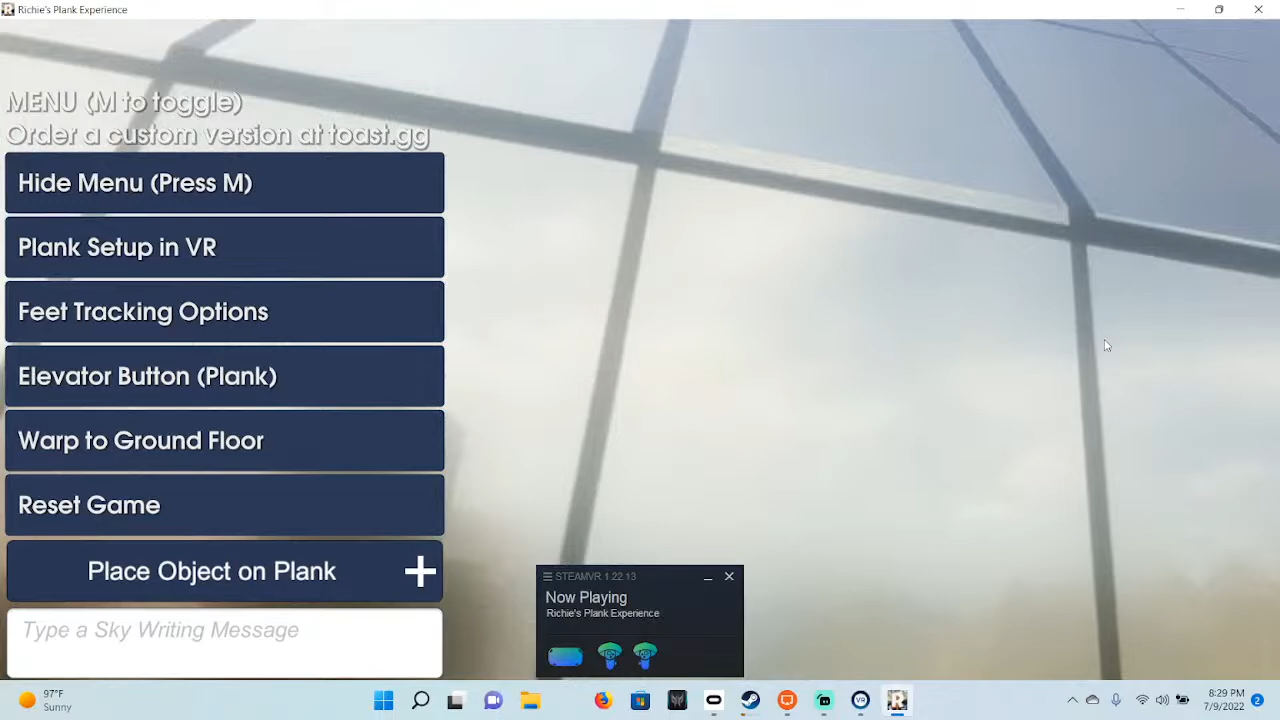 Richie's Plank Experience
MENU (M to toggle)
Order a custom version at toast.gg
Hide Menu (Press M)
Plank Setup in VR
Feet Tracking Options
Elevator Button (Plank)
Warp to Ground Floor
Reset Game
Place Object on Plank +
Type a Sky Writing Message
STEAMVR 1.22.13
Now Playing
Richie's Plank Experience
97°F
Sunny
8:29 PM
7/9/2022
2